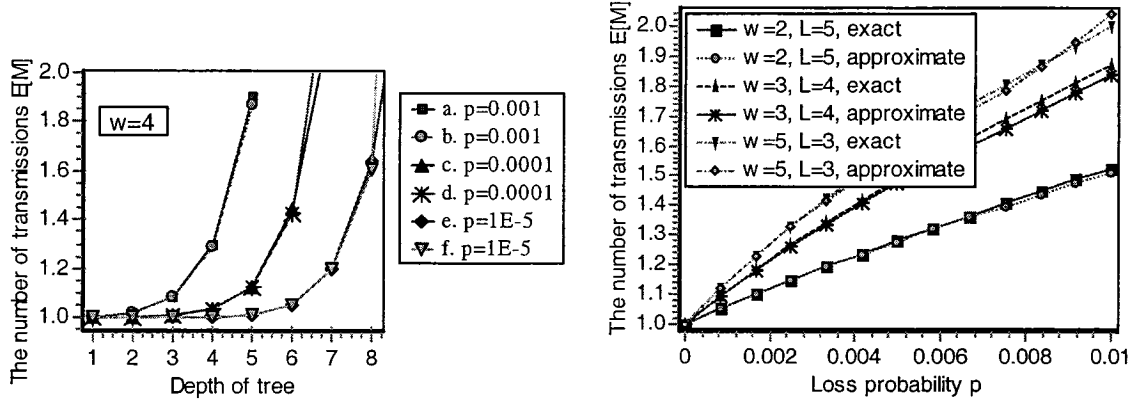 The number of transmissions E[M]
2.0
1.8
1.6
1.4
1.2
1.0
w=4
1 2 3 4 5 6 7 8
Depth of tree
a. p=0.001
b. p=0.001
c. p=0.0001
d. p=0.0001
e. p=1E-5
f. p=1E-5
The number of transmissions E[M]
2.0
1.9
1.8
1.7
1.6
1.5
1.4
1.3
1.2
1.1
1.0
w=2, L=5, exact
w=2, L=5, approximate
w=3, L=4, exact
w=3, L=4, approximate
w=5, L=3, exact
w=5, L=3, approximate
0 0.002 0.004 0.006 0.008 0.01
Loss probability p